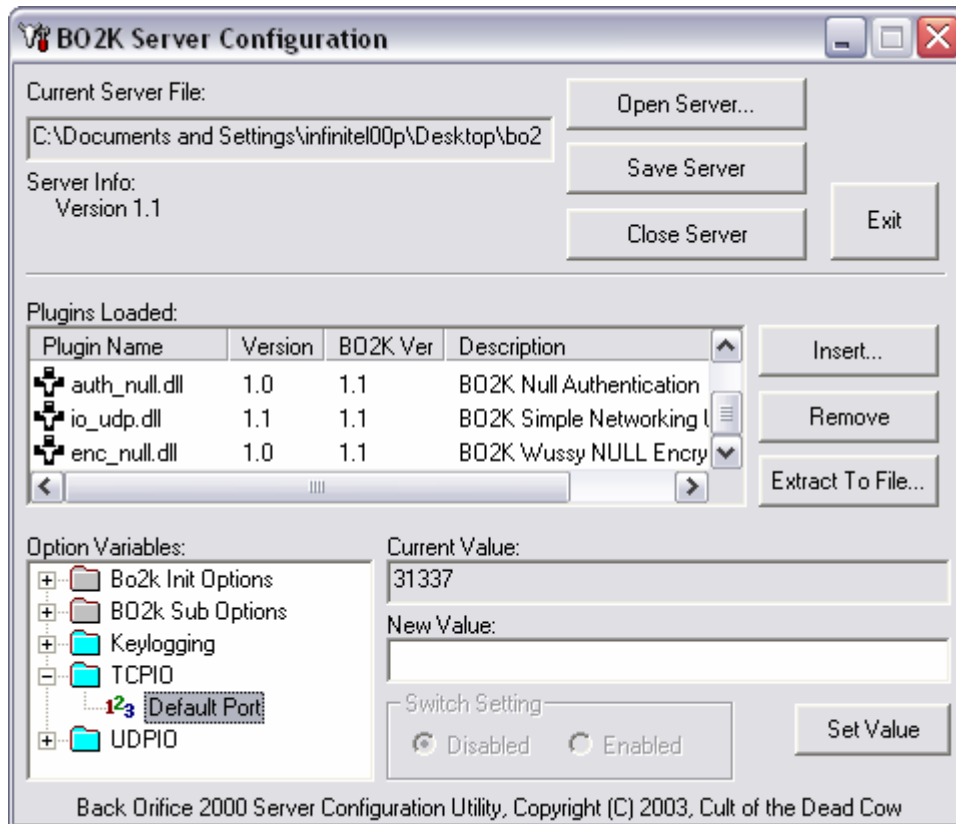 BO2K Server Configuration
Current Server File:
Open Server...
C:\Documents and Settings\infinitel00p\Desktop\bo2
Save Server
Server Info:
Version 1.1
Exit
Close Server
Plugins Loaded:
Plugin Name Version BO2K Ver Description
Insert...
auth_null.dll 1.0 1.1 BO2K Null Authentication
io_udp.dll 1.1 1.1 BO2K Simple Networking
Remove
enc_null.dll 1.0 1.1 BO2K Wussy NULL Encry
Extract To File...
Option Variables:
Bo2k Init Options
BO2k Sub Options
Keylogging
TCPIO
123 Default Port
UDPIO
Current Value:
31337
New Value:
Switch Setting
Disabled Enabled
Set Value
Back Orifice 2000 Server Configuration Utility, Copyright (C) 2003, Cult of the Dead Cow